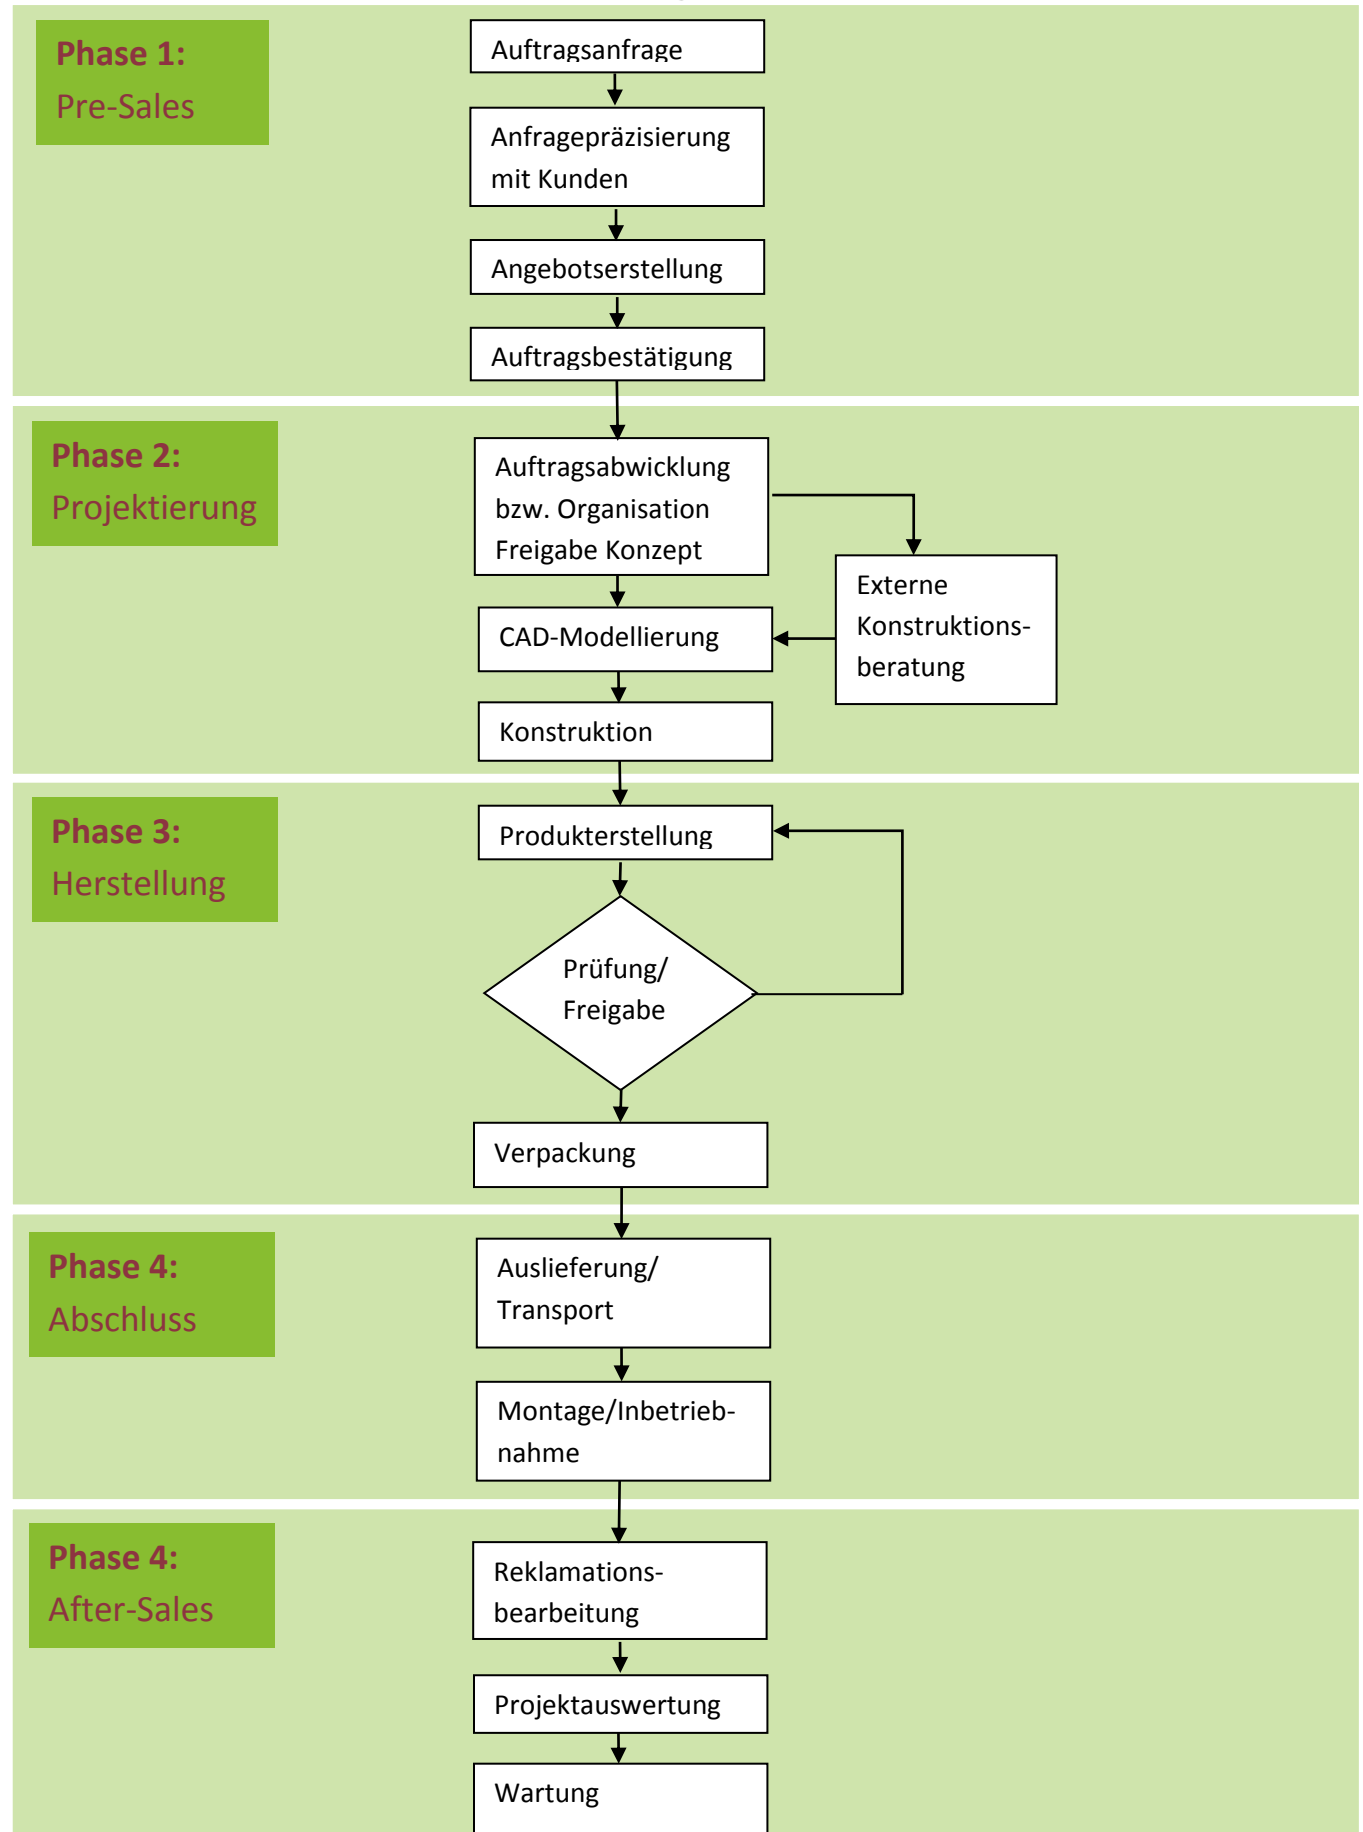 Phase 1:
Pre-Sales
Auftragsanfrage
Anfragepräzisierung
mit Kunden
Angebotserstellung
Auftragsbestätigung
Phase 2:
Projektierung
Auftragsabwicklung
bzw. Organisation
Freigabe Konzept
Externe
Konstruktions-
beratung
CAD-Modellierung
Konstruktion
Phase 3:
Herstellung
Produkterstellung
Prüfung/
Freigabe
Verpackung
Phase 4:
Abschluss
Auslieferung/
Transport
Montage/Inbetrieb-
nahme
Phase 4:
After-Sales
Reklamations-
bearbeitung
Projektauswertung
Wartung